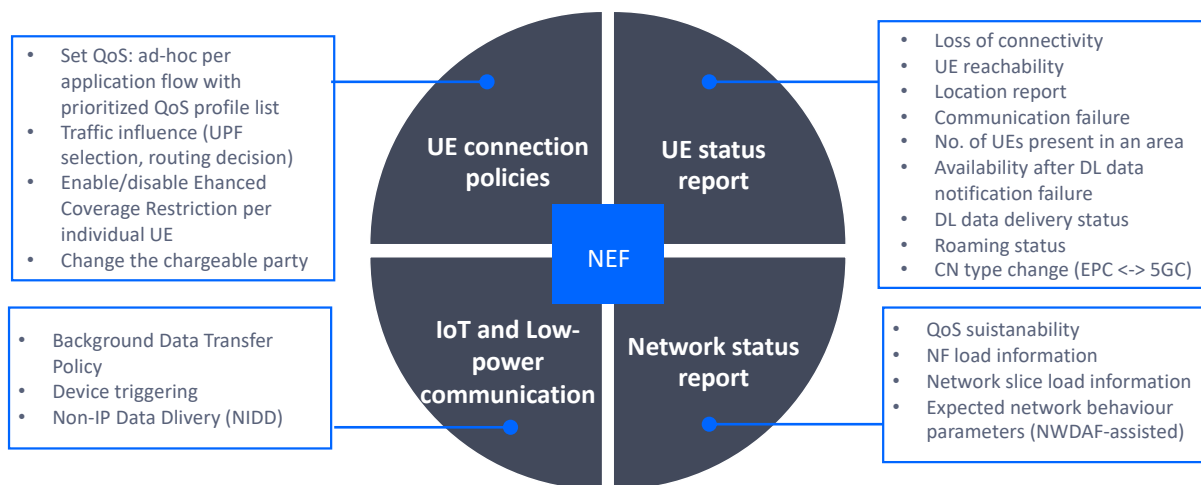 • Set QoS: ad-hoc per
application flow with
prioritized QoS profile list
• Traffic influence (UPF
selection, routing decision)
• Enable/disable Ehanced
Coverage Restriction per
individual UE
• Change the chargeable party
UE connection
policies
UE status
report
• Loss of connectivity
• UE reachability
• Location report
• Communication failure
• No. of UEs present in an area
• Availability after DL data
notification failure
• DL data delivery status
• Roaming status
• CN type change (EPC <-> 5GC)
NEF
• Background Data Transfer
Policy
• Device triggering
• Non-IP Data Dlivery (NIDD)
IoT and Low-
power
communication
Network status
report
• QoS suistanability
• NF load information
• Network slice load information
• Expected network behaviour
parameters (NWDAF-assisted)